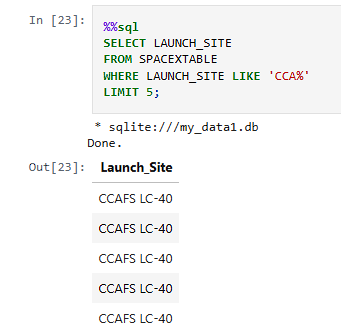 In [23]:
%%sql
SELECT LAUNCH_SITE
FROM SPACEXTABLE
WHERE LAUNCH_SITE LIKE 'CCA%'
LIMIT 5;
* sqlite:///my_data1.db
Done.
Out[23]:
Launch_Site
CCAFS LC-40
CCAFS LC-40
CCAFS LC-40
CCAFS LC-40
CCAFS LC-40